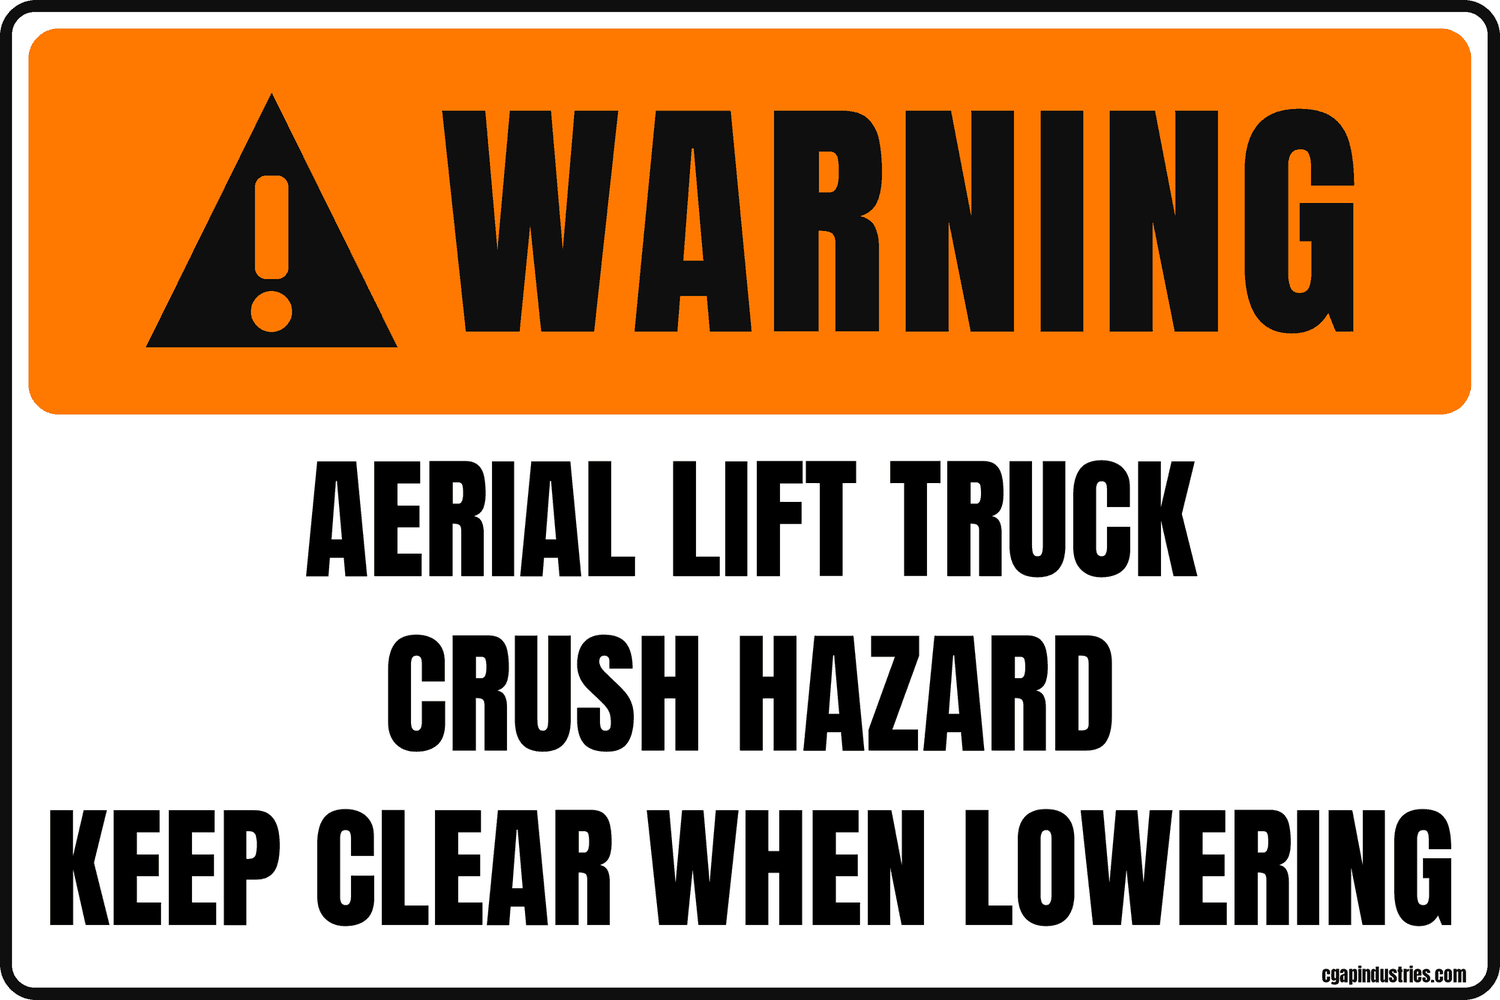 WARNING
AERIAL LIFT TRUCK
CRUSH HAZARD
KEEP CLEAR WHEN LOWERING
cgapindustries.com